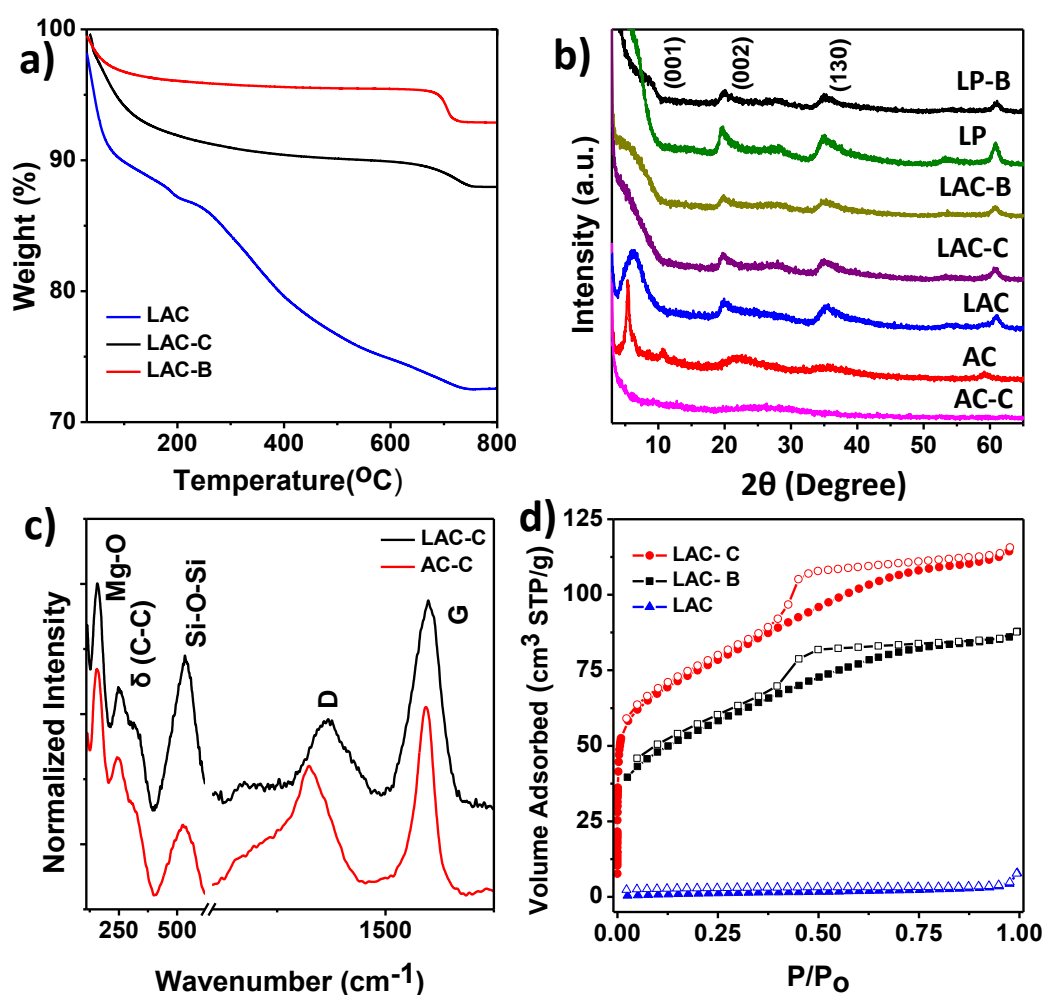 a)
100
90
80
70
Weight (%)
LAC
LAC-C
LAC-B
200 400 600 800
Temperature(ᴼC)
b)
(001)
(002)
(130)
LP-B
LP
LAC-B
LAC-C
LAC
AC
AC-C
Intensity (a.u.)
10 20 30 40 50 60
2θ (Degree)
c)
Mg-O
δ (C-C)
Si-O-Si
D
G
LAC-C
AC-C
Normalized Intensity
250 500 1500
Wavenumber (cm⁻¹)
d)
125
100
75
50
25
0
LAC- C
LAC- B
LAC
Volume Adsorbed (cm³ STP/g)
0.00 0.25 0.50 0.75 1.00
P/Pₒ